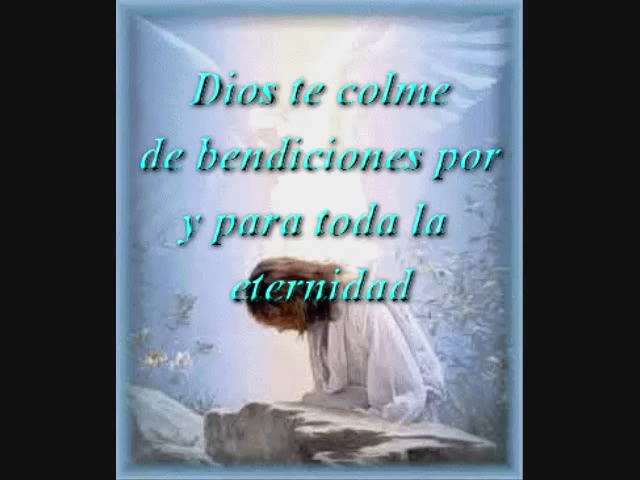 Dios te colme
de bendiciones por
y para toda la
eternidad